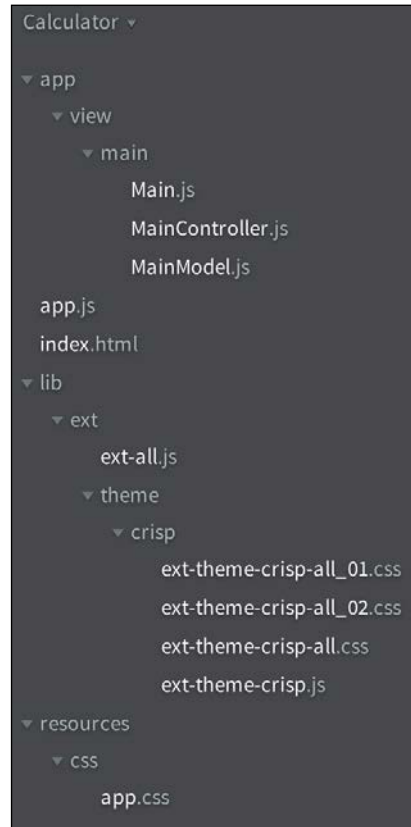 Calculator
app
view
main
Main.js
MainController.js
MainModel.js
app.js
index.html
lib
ext
ext-all.js
theme
crisp
ext-theme-crisp-all_01.css
ext-theme-crisp-all_02.css
ext-theme-crisp-all.css
ext-theme-crisp.js
resources
css
app.css